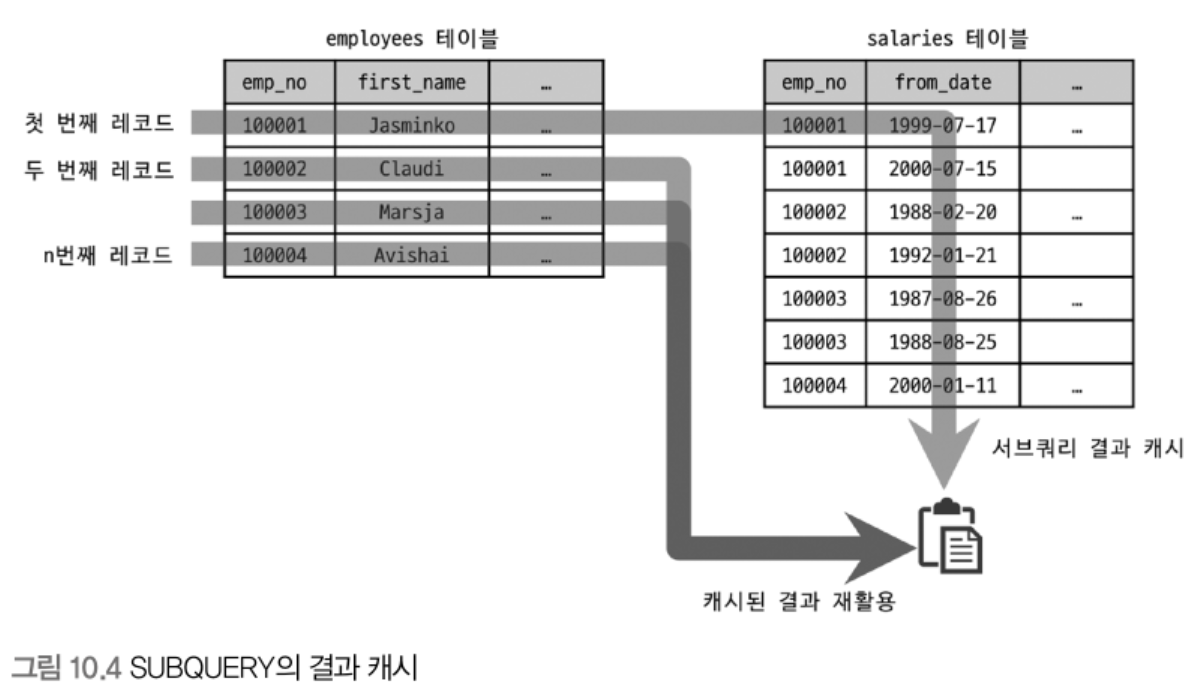 employees 테이블
emp_no first_name …
첫 번째 레코드 100001 Jasminko …
두 번째 레코드 100002 Claudi …
100003 Marsja …
n번째 레코드 100004 Avishai …
salaries 테이블
emp_no from_date …
100001 1999-07-17 …
100001 2000-07-15
100002 1988-02-20 …
100002 1992-01-21
100003 1987-08-26 …
100003 1988-08-25
100004 2000-01-11 …
서브쿼리 결과 캐시
캐시된 결과 재활용
그림 10.4 SUBQUERY의 결과 캐시